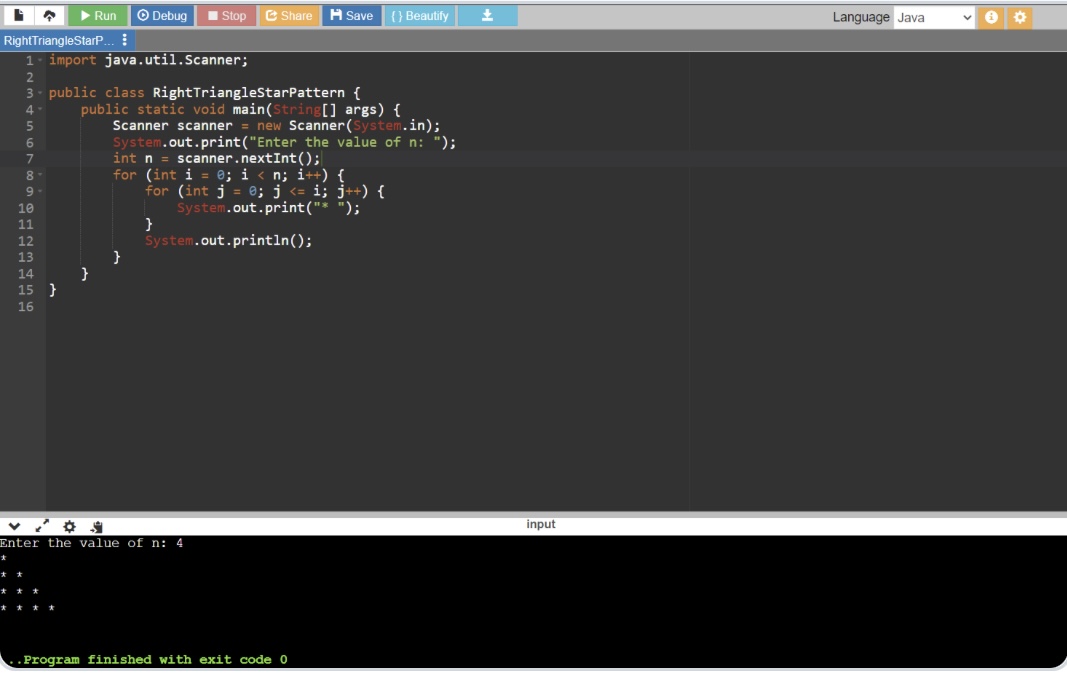 Run Debug Stop Share Save { } Beautify Language Java
RightTriangleStarP...
1 import java.util.Scanner;
2
3 public class RightTriangleStarPattern {
4     public static void main(String[] args) {
5         Scanner scanner = new Scanner(System.in);
6         System.out.print("Enter the value of n: ");
7         int n = scanner.nextInt();
8         for (int i = 0; i < n; i++) {
9             for (int j = 0; j <= i; j++) {
10                 System.out.print("* ");
11             }
12             System.out.println();
13         }
14     }
15 }
16
input
Enter the value of n: 4
*
* *
* * *
* * * *
..Program finished with exit code 0